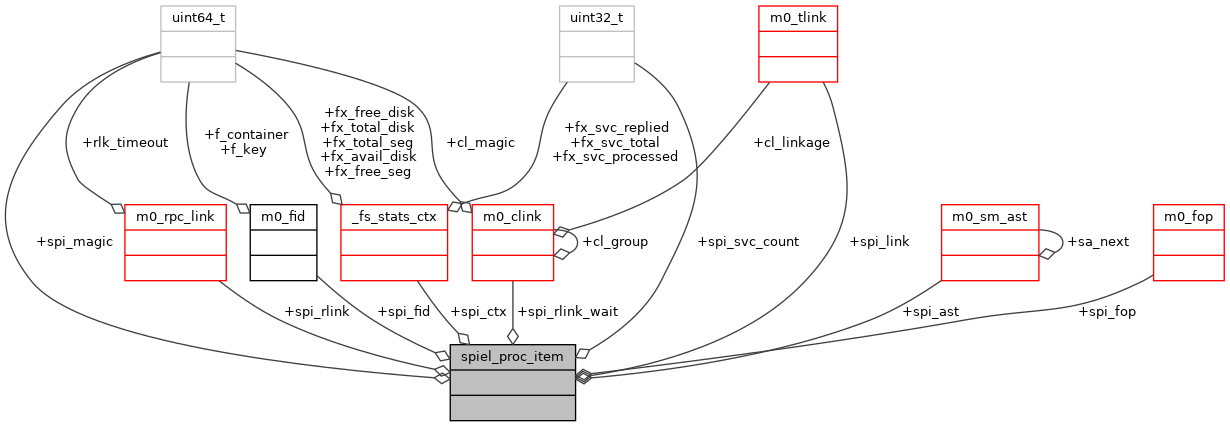 uint64_t
uint32_t
m0_tlink
+rlk_timeout
+f_container
+f_key
+fx_free_disk
+fx_total_disk
+fx_total_seg
+fx_avail_disk
+fx_free_seg
+cl_magic
+fx_svc_replied
+fx_svc_total
+fx_svc_processed
+cl_linkage
m0_rpc_link
m0_fid
_fs_stats_ctx
m0_clink
m0_sm_ast
m0_fop
+spi_magic
+cl_group
+spi_svc_count
+spi_link
+sa_next
+spi_rlink
+spi_fid
+spi_ctx
+spi_rlink_wait
+spi_ast
+spi_fop
spiel_proc_item